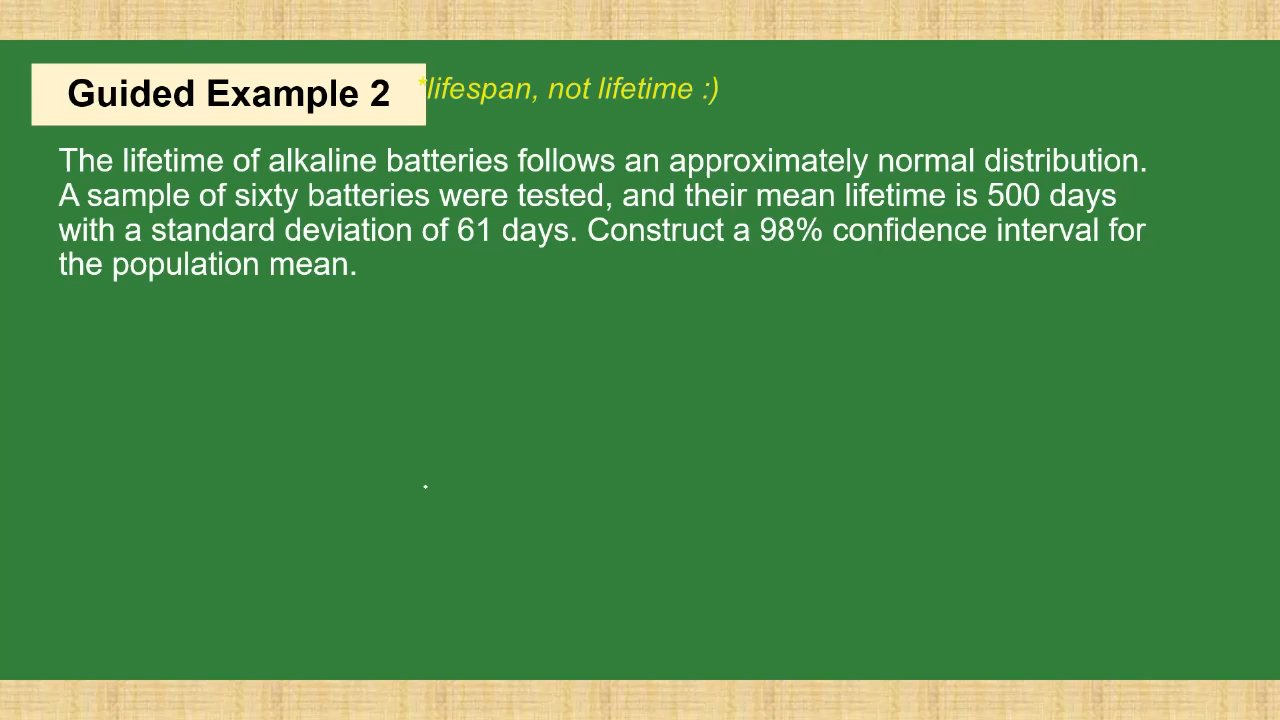 Guided Example 2
*lifespan, not lifetime :)
The lifetime of alkaline batteries follows an approximately normal distribution.
A sample of sixty batteries were tested, and their mean lifetime is 500 days
with a standard deviation of 61 days. Construct a 98% confidence interval for
the population mean.